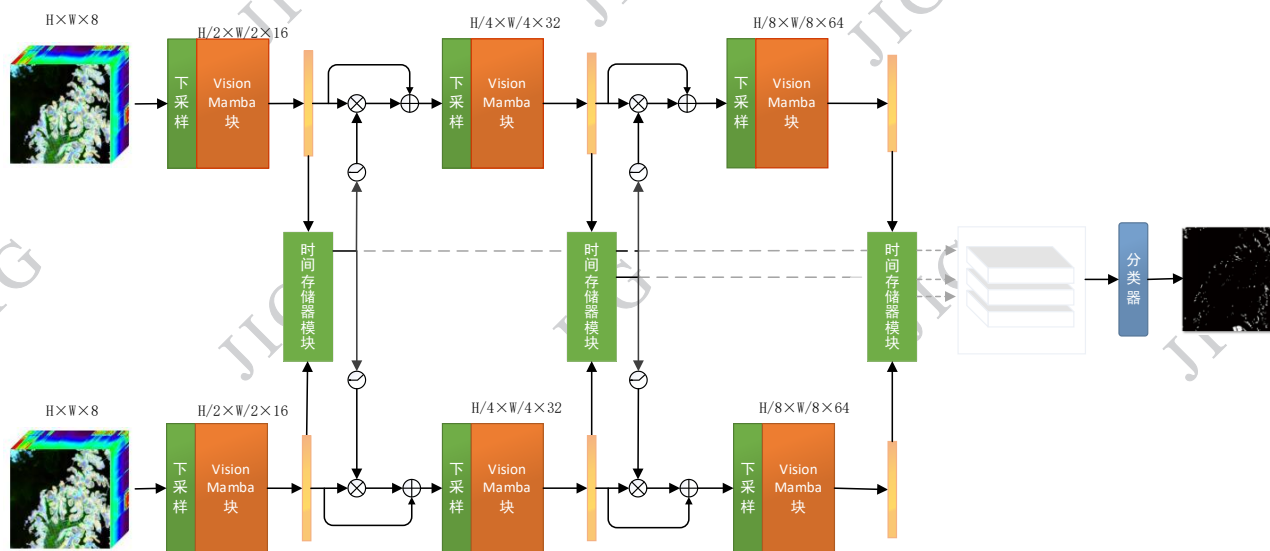 H×W×8
H/2×W/2×16
H/4×W/4×32
H/8×W/8×64
下采样
Vision
Mamba
块
下采样
Vision
Mamba
块
下采样
Vision
Mamba
块
时间存储器模块
时间存储器模块
时间存储器模块
分类器
H×W×8
H/2×W/2×16
H/4×W/4×32
H/8×W/8×64
下采样
Vision
Mamba
块
下采样
Vision
Mamba
块
下采样
Vision
Mamba
块
JIG
JIG
JIG
JIG